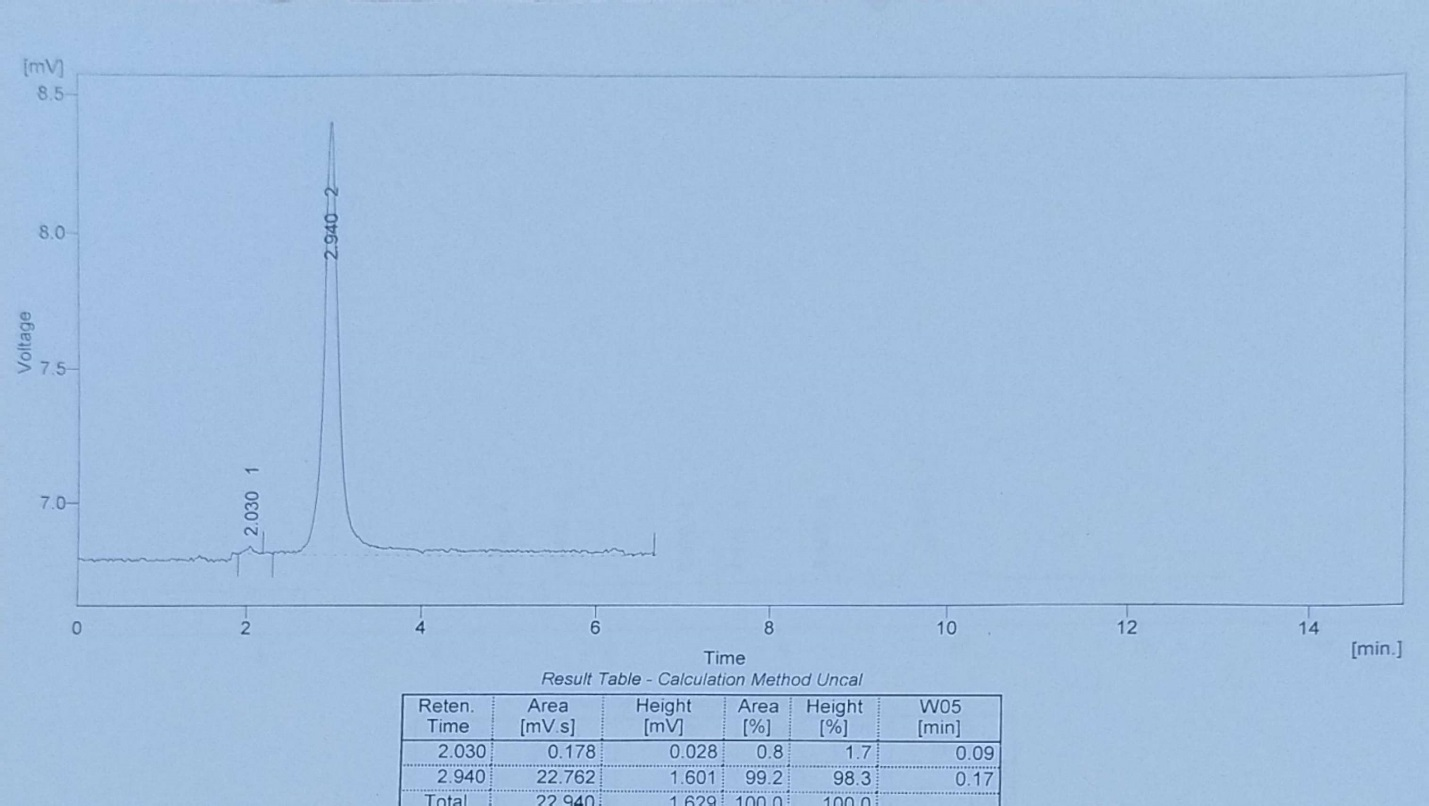 [mV]
8.5
8.0
7.5
7.0
Voltage
2.030 1
2.940 2
0 2 4 6 8 10 12 14
[min.]
Time
Result Table - Calculation Method Uncal
Reten. Time Area [mV.s] Height [mV] Area [%] Height [%] W05 [min]
2.030 0.178 0.028 0.8 1.7 0.09
2.940 22.762 1.601 99.2 98.3 0.17
Total 22.940 1.629 100.0 100.0